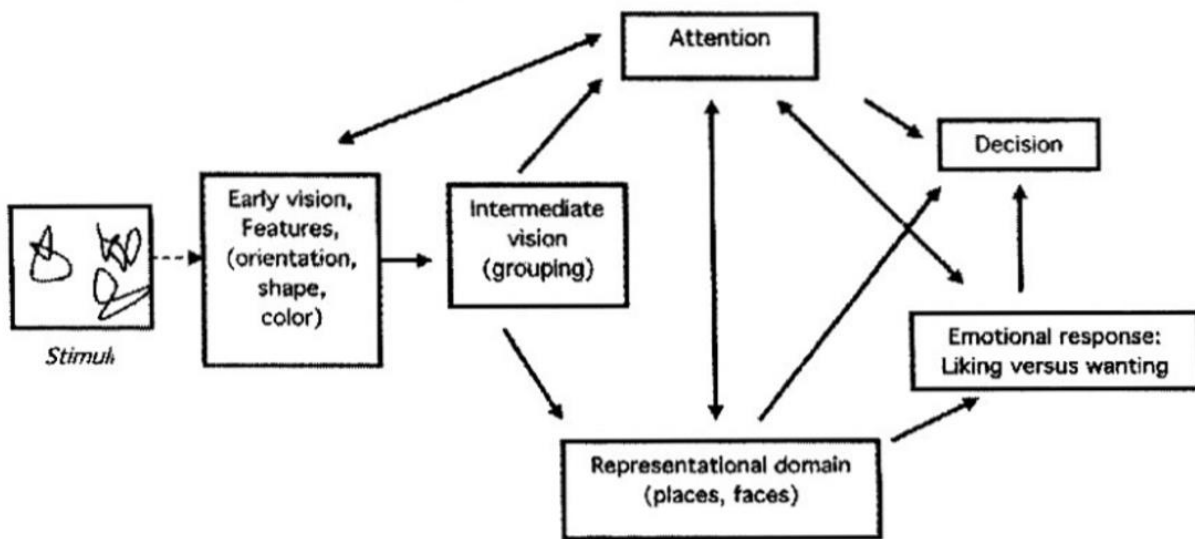 Attention
Decision
Early vision,
Features,
(orientation,
shape,
color)
Intermediate
vision
(grouping)
Stimuli
Emotional response:
Liking versus wanting
Representational domain
(places, faces)